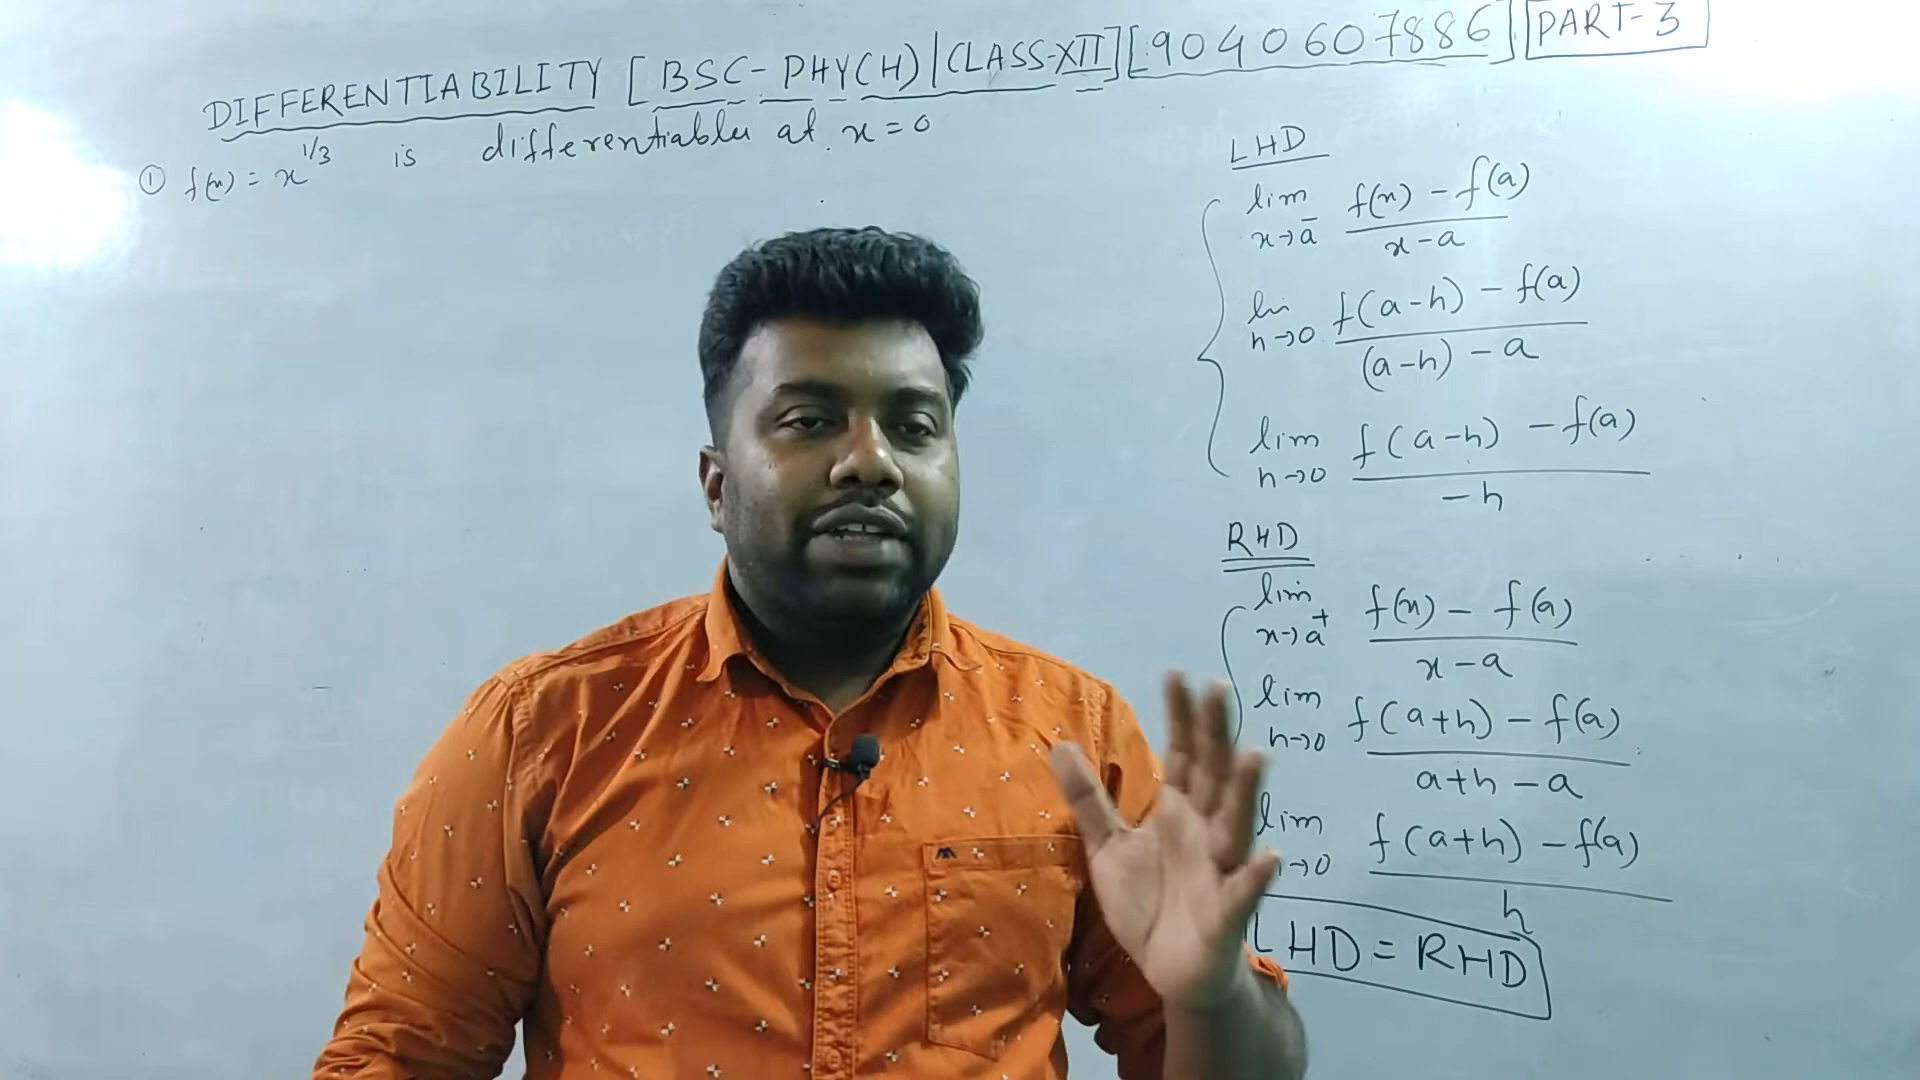 DIFFERENTIABILITY [BSC-PHYCH)|CLASS-XII][9040607886][PART-3
① f(x) = x^1/3 is differentiable at x=0
LHD
lim x→a⁻ f(x) - f(a) / x-a
lim h→0 f(a-h) - f(a) / (a-h) - a
lim h→0 f(a-h) - f(a) / -h
RHD
lim x→a⁺ f(x) - f(a) / x-a
lim h→0 f(a+h) - f(a) / a+h-a
lim h→0 f(a+h) - f(a) / h
LHD = RHD